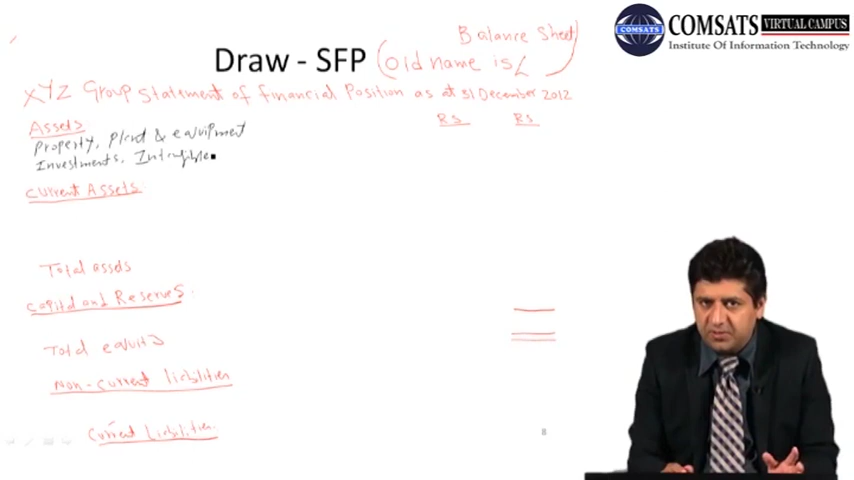 COMSATS VIRTUAL CAMPUS
Institute Of Information Technology
Balance Sheet
Draw - SFP (Old name is
XYZ Group Statement of Financial Position as at 31 December 2012
Rs Rs
Assets
Property, Plant & equipment
Investments, Intangible
Current Assets
Total assets
Capital and Reserves
Total equity
Non-current liabilities
Current Liabilities
8